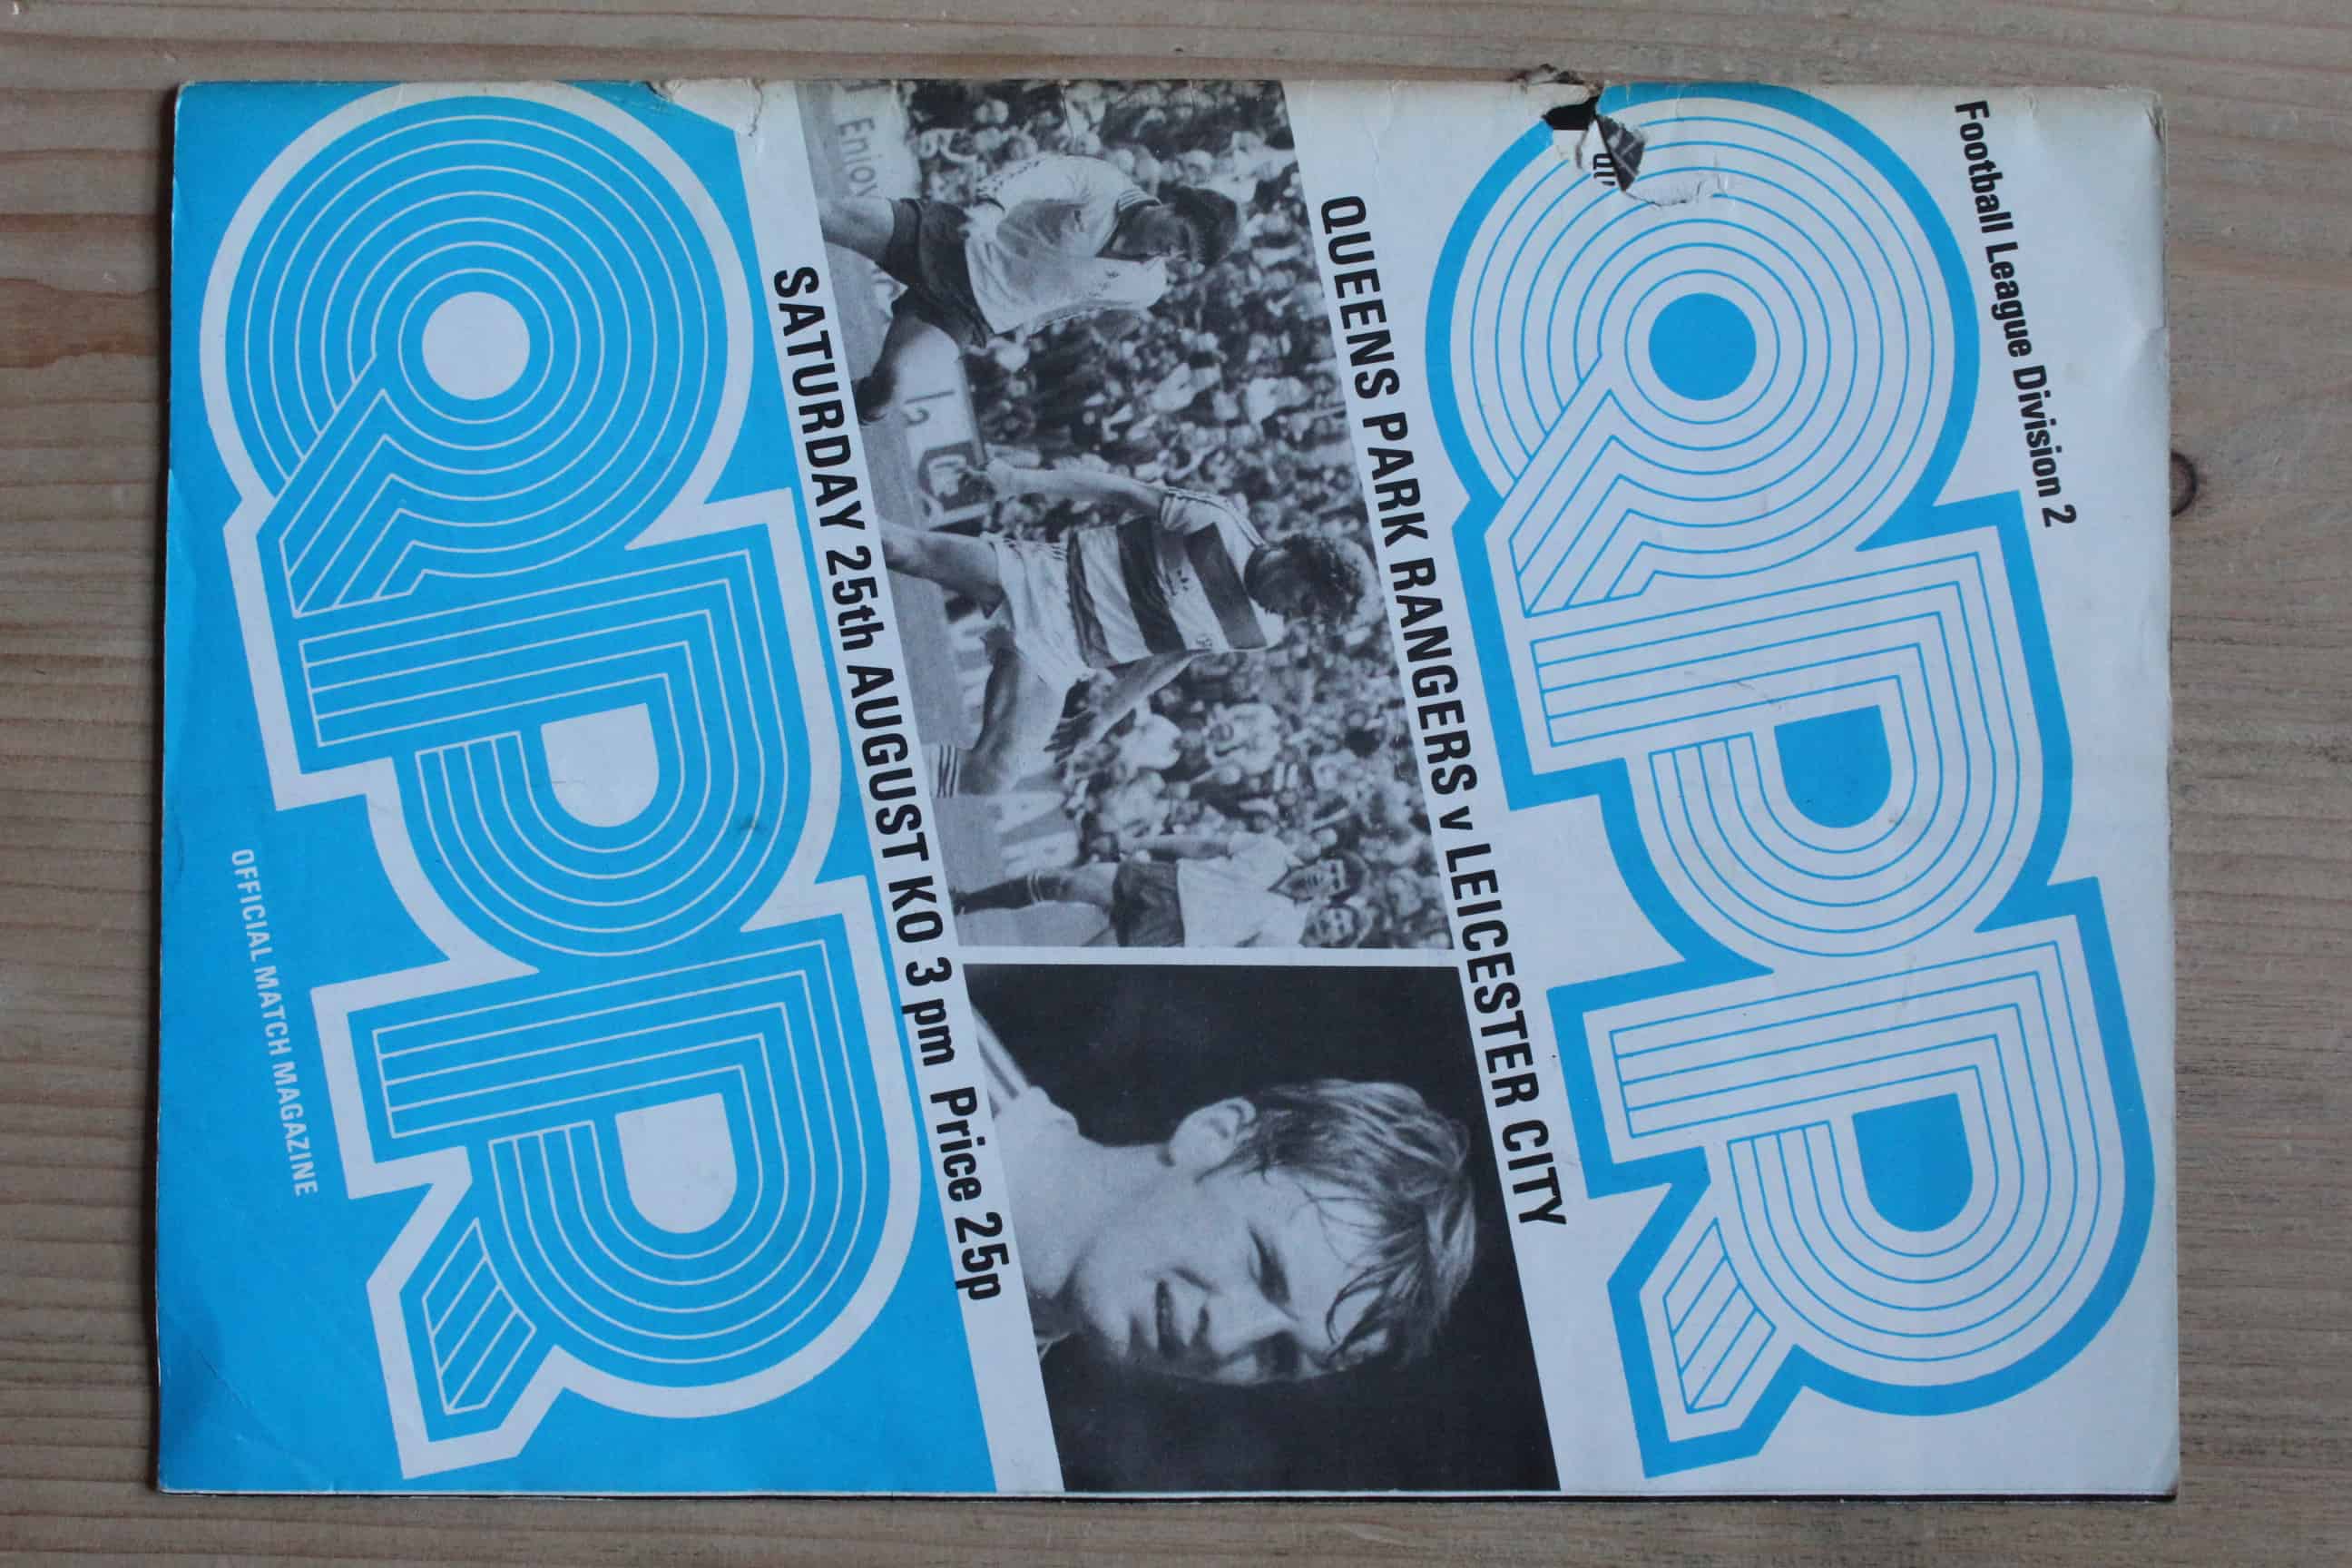 Football League Division 2
QPR
QUEENS PARK RANGERS v LEICESTER CITY
Enjoy
SATURDAY 25th AUGUST KO 3 pm Price 25p
QPR
OFFICIAL MATCH MAGAZINE